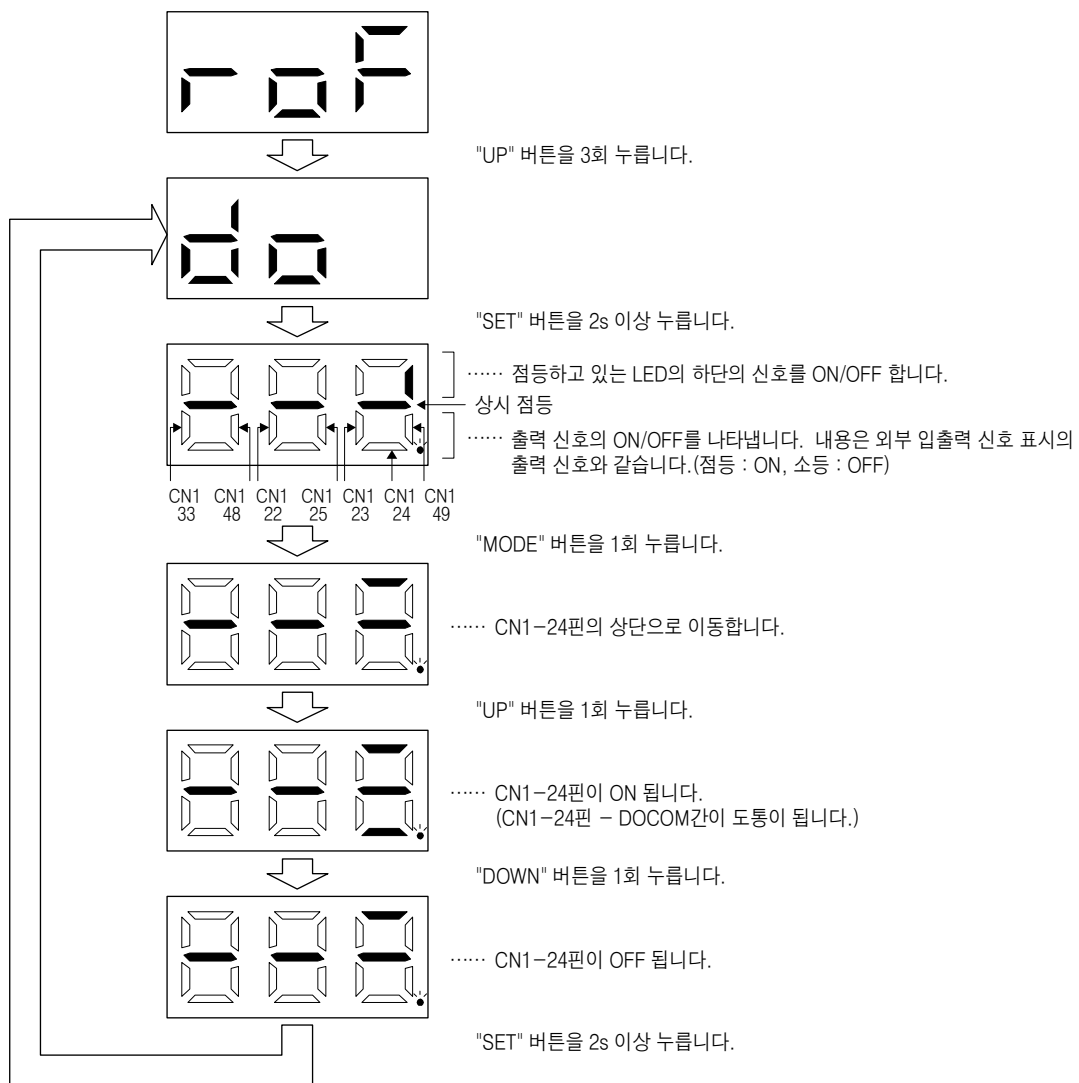 roF
"UP" 버튼을 3회 누릅니다.
do
"SET" 버튼을 2s 이상 누릅니다.
…… 점등하고 있는 LED의 하단의 신호를 ON/OFF 합니다.
상시 점등
…… 출력 신호의 ON/OFF를 나타냅니다. 내용은 외부 입출력 신호 표시의
출력 신호와 같습니다.(점등 : ON, 소등 : OFF)
CN1 CN1 CN1 CN1 CN1 CN1 CN1
33 48 22 25 23 24 49
"MODE" 버튼을 1회 누릅니다.
…… CN1-24핀의 상단으로 이동합니다.
"UP" 버튼을 1회 누릅니다.
…… CN1-24핀이 ON 됩니다.
(CN1-24핀 - DOCOM간이 도통이 됩니다.)
"DOWN" 버튼을 1회 누릅니다.
…… CN1-24핀이 OFF 됩니다.
"SET" 버튼을 2s 이상 누릅니다.